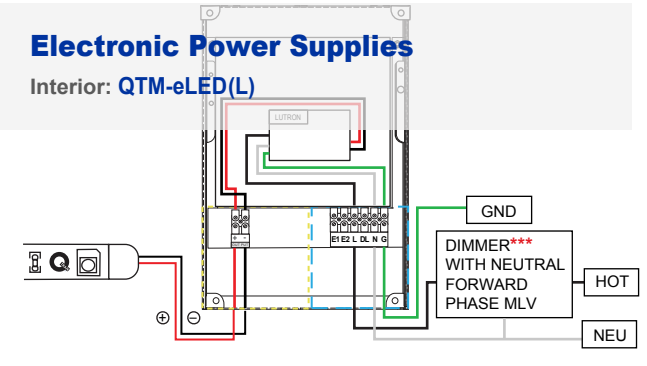 Electronic Power Supplies
Interior: QTM-eLED(L)
LUTRON
E1 E2 L DL N G
+ -
GND
DIMMER***
WITH NEUTRAL
FORWARD
PHASE MLV
HOT
NEU
Q
+ -